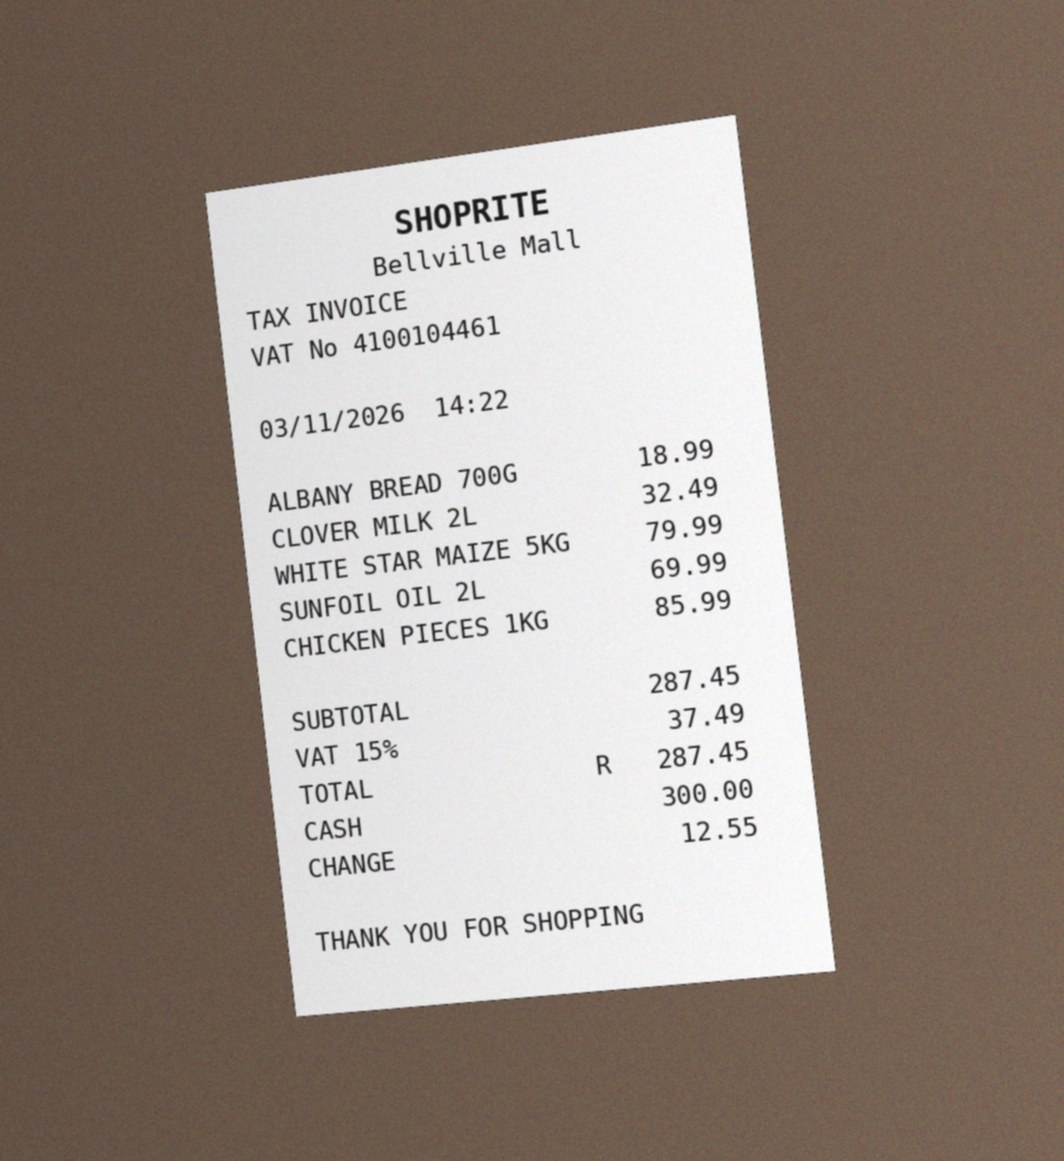 SHOPRITE
Bellville Mall
TAX INVOICE
VAT No 4100104461
03/11/2026 14:22
ALBANY BREAD 700G 18.99
CLOVER MILK 2L 32.49
WHITE STAR MAIZE 5KG 79.99
SUNFOIL OIL 2L 69.99
CHICKEN PIECES 1KG 85.99
SUBTOTAL 287.45
VAT 15% 37.49
TOTAL R 287.45
CASH 300.00
CHANGE 12.55
THANK YOU FOR SHOPPING